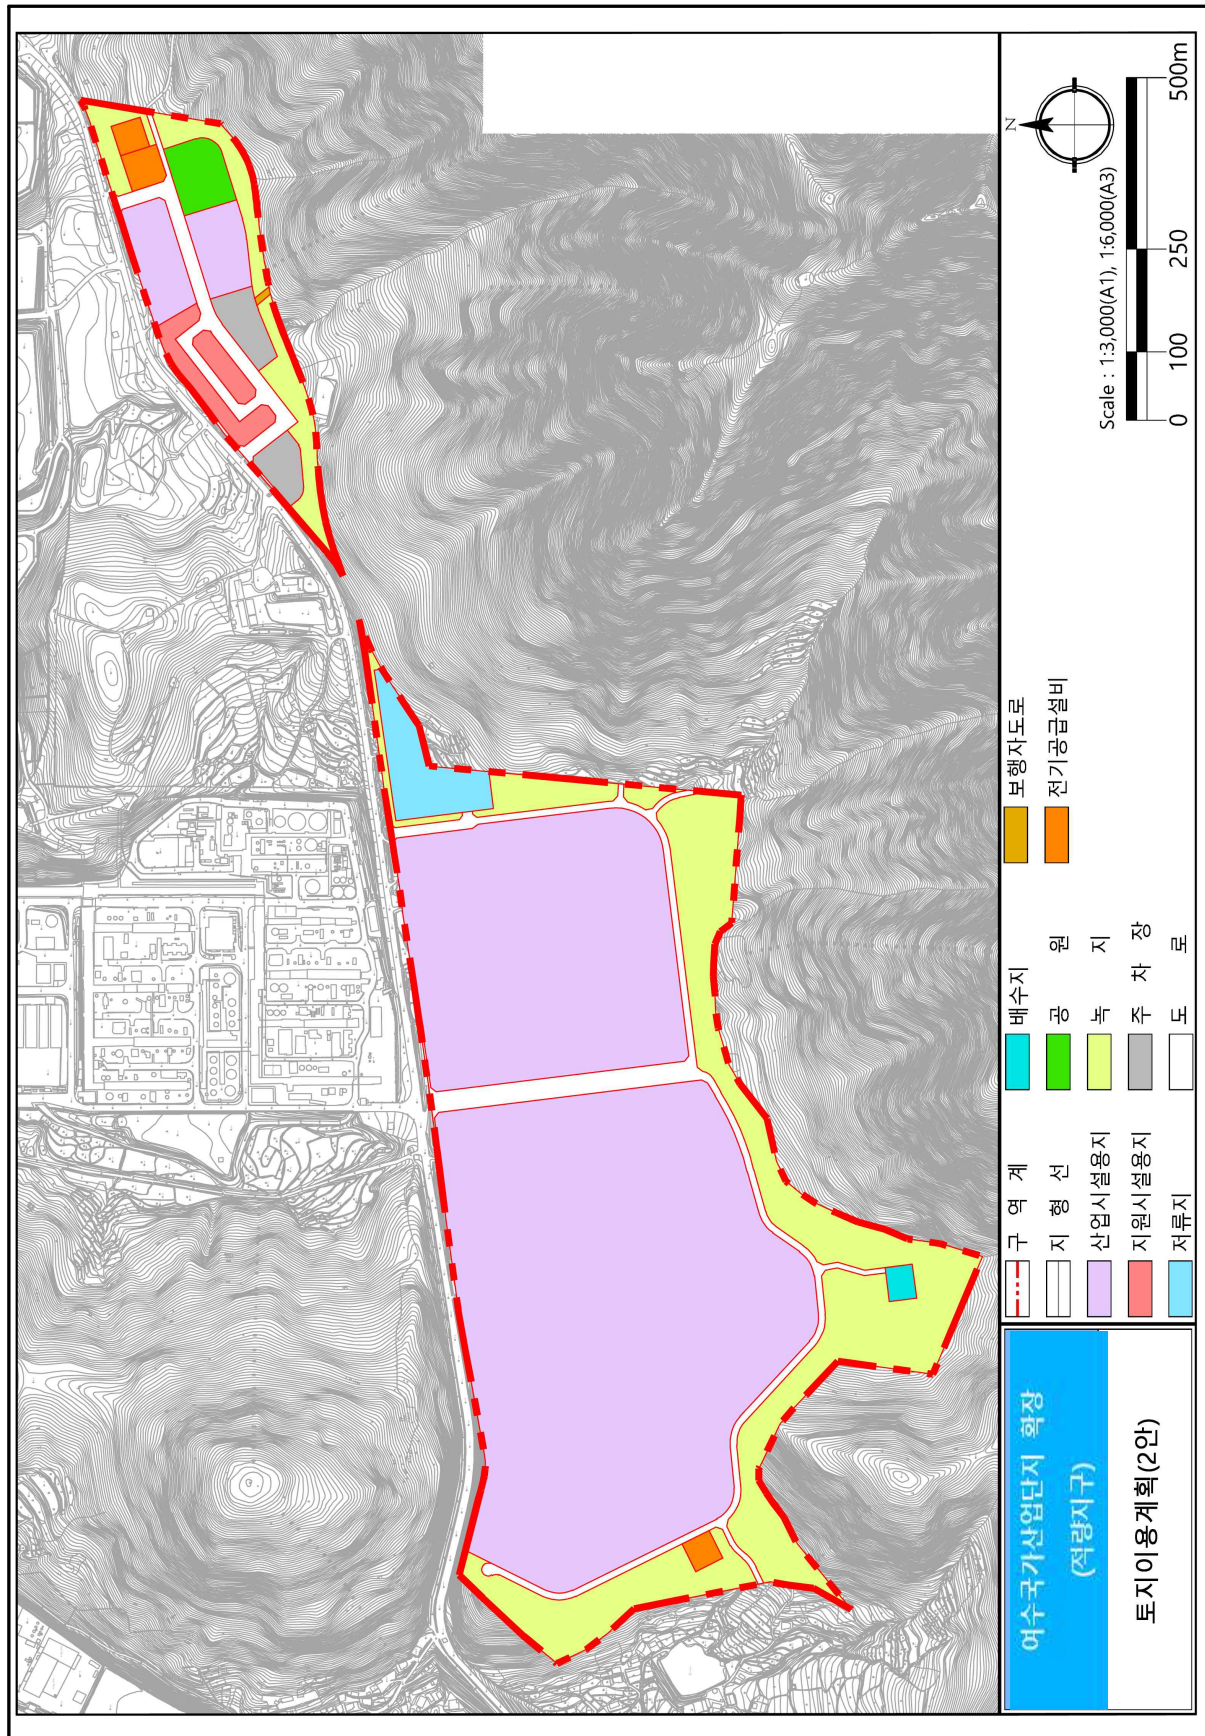 여수국가산업단지 확장
(적량지구)
토지이용계획(2안)
구 역 계
지 형 선
산업시설용지
지원시설용지
저류지
배수지
공 원
녹 지
주 차 장
도 로
보행자도로
전기공급설비
N
Scale : 1:3,000(A1), 1:6,000(A3)
0 100 250 500m